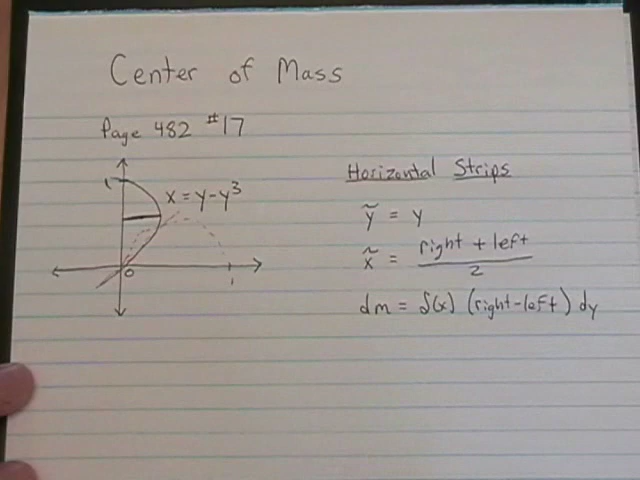 Center of Mass
Page 482 #17
1
x = y - y³
0
1
Horizontal Strips
ỹ = y
x̃ = right + left / 2
dm = δ(x) (right - left) dy